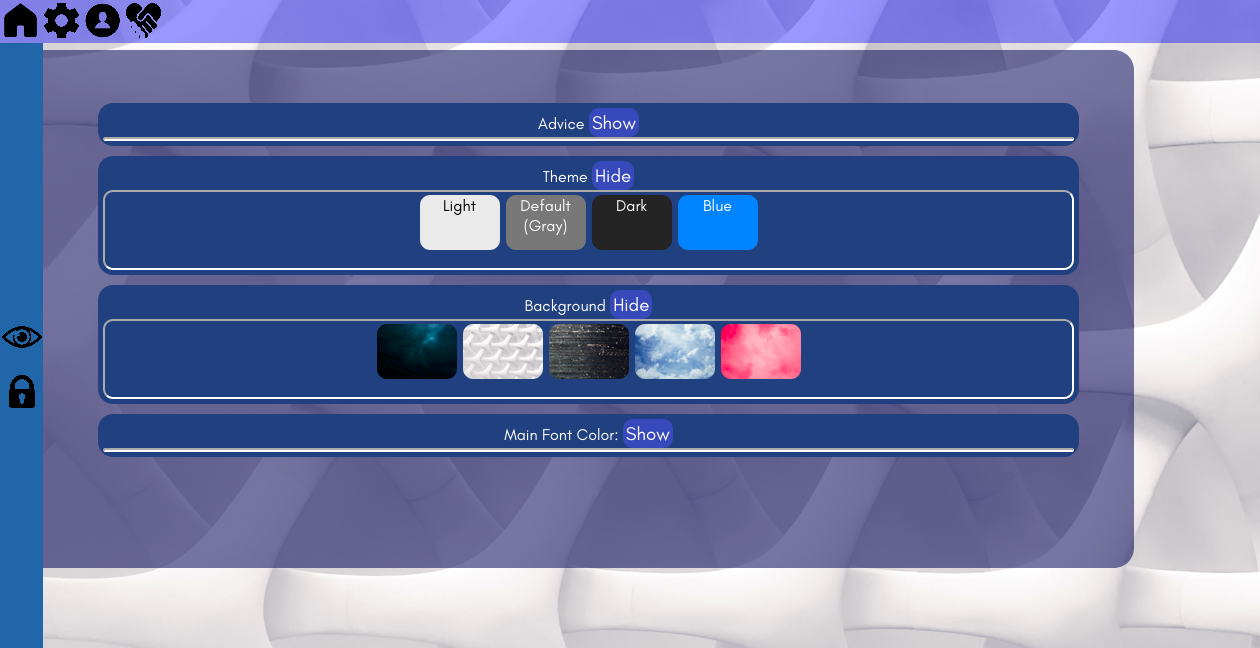 Advice Show
Theme Hide
Light Default (Gray) Dark Blue
Background Hide
Main Font Color: Show